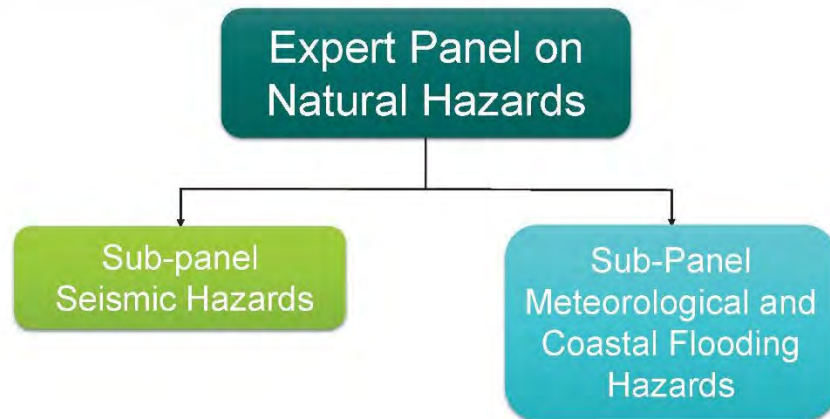 Expert Panel on
Natural Hazards
Sub-panel
Seismic Hazards
Sub-Panel
Meteorological and
Coastal Flooding
Hazards